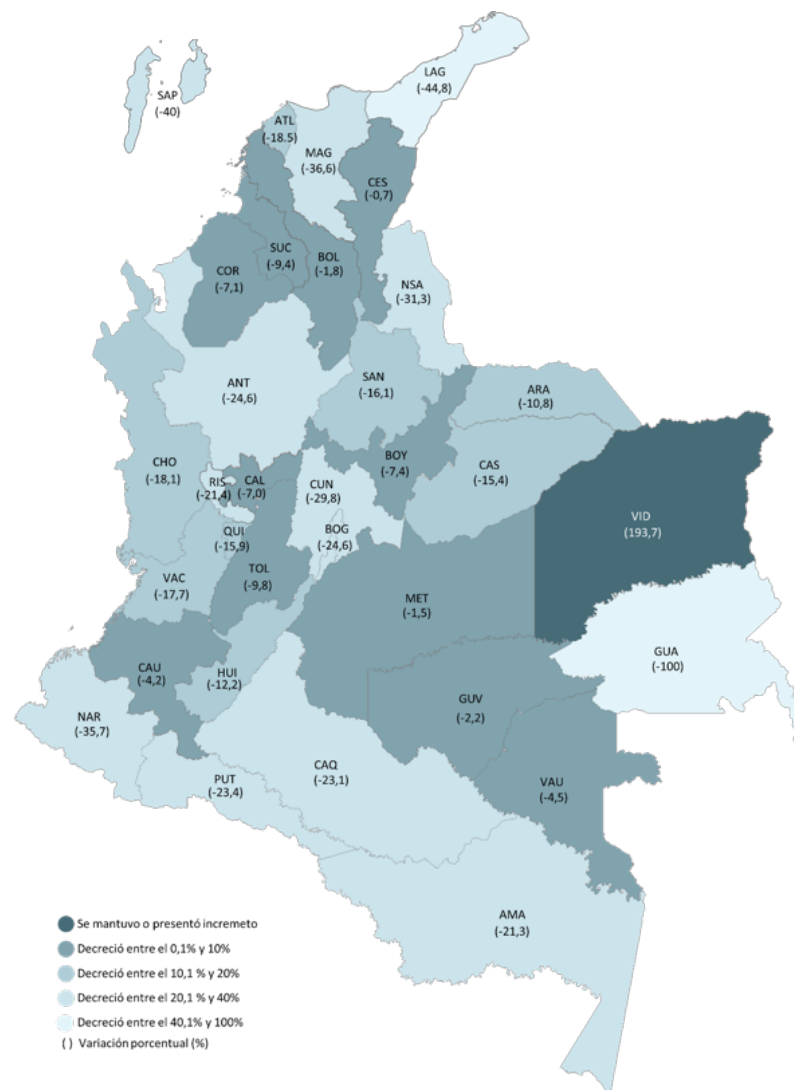 LAG
(-44,8)
SAP
(-40)
ATL
(-18.5)
MAG
(-36,6)
CES
(-0,7)
SUC
(-9,4)
BOL
(-1,8)
COR
(-7,1)
NSA
(-31,3)
ANT
(-24,6)
SAN
(-16,1)
ARA
(-10,8)
CHO
(-18,1)
RIS
(-21,4)
CAL
(-7,0)
CUN
(-29,8)
BOY
(-7,4)
CAS
(-15,4)
VID
(193,7)
QUI
(-15,9)
BOG
(-24,6)
TOL
(-9,8)
VAC
(-17,7)
MET
(-1,5)
GUA
(-100)
CAU
(-4,2)
HUI
(-12,2)
GUV
(-2,2)
NAR
(-35,7)
PUT
(-23,4)
CAQ
(-23,1)
VAU
(-4,5)
AMA
(-21,3)
Se mantuvo o presentó incremeto
Decreció entre el 0,1% y 10%
Decreció entre el 10,1 % y 20%
Decreció entre el 20,1 % y 40%
Decreció entre el 40,1% y 100%
( ) Variación porcentual (%)